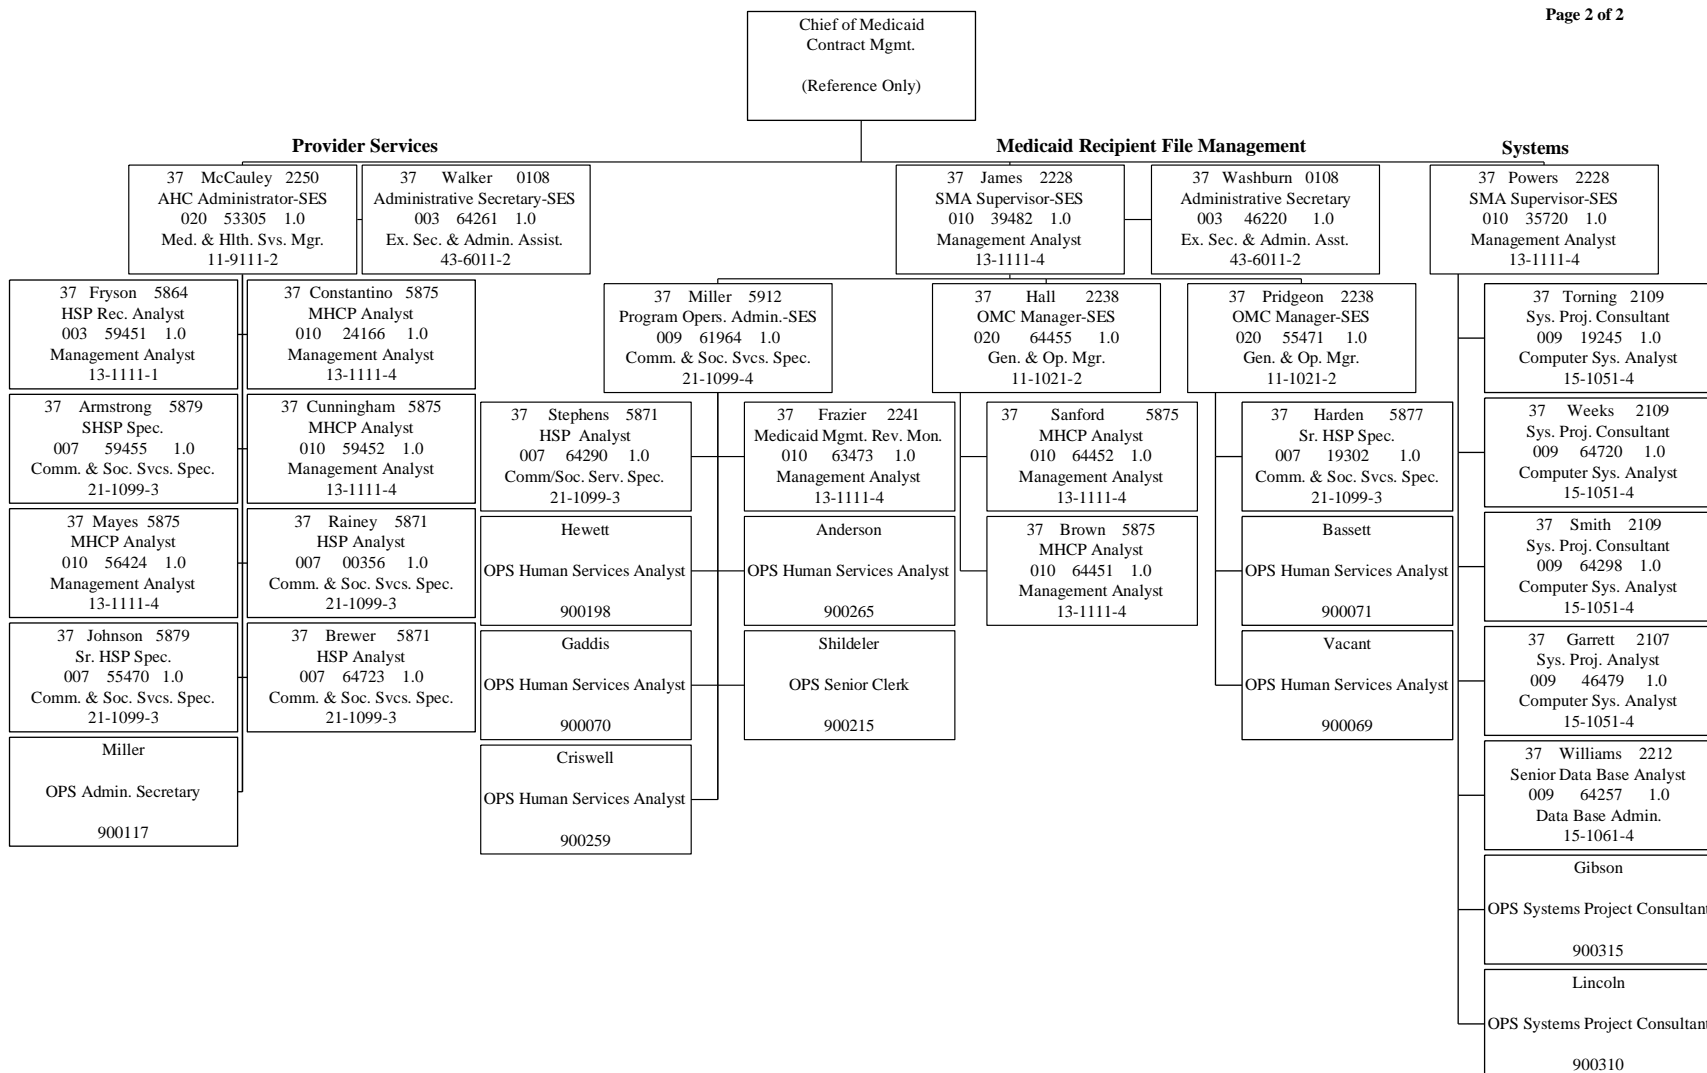 Page 2 of 2
Chief of Medicaid
Contract Mgmt.
(Reference Only)
Provider Services
Medicaid Recipient File Management
Systems
37 McCauley 2250
AHC Administrator-SES
020 53305 1.0
Med. & Hlth. Svs. Mgr.
11-9111-2
37 Walker 0108
Administrative Secretary-SES
003 64261 1.0
Ex. Sec. & Admin. Assist.
43-6011-2
37 James 2228
SMA Supervisor-SES
010 39482 1.0
Management Analyst
13-1111-4
37 Washburn 0108
Administrative Secretary
003 46220 1.0
Ex. Sec. & Admin. Asst.
43-6011-2
37 Powers 2228
SMA Supervisor-SES
010 35720 1.0
Management Analyst
13-1111-4
37 Fryson 5864
HSP Rec. Analyst
003 59451 1.0
Management Analyst
13-1111-1
37 Constantino 5875
MHCP Analyst
010 24166 1.0
Management Analyst
13-1111-4
37 Armstrong 5879
SHSP Spec.
007 59455 1.0
Comm. & Soc. Svcs. Spec.
21-1099-3
37 Cunningham 5875
MHCP Analyst
010 59452 1.0
Management Analyst
13-1111-4
37 Mayes 5875
MHCP Analyst
010 56424 1.0
Management Analyst
13-1111-4
37 Rainey 5871
HSP Analyst
007 00356 1.0
Comm. & Soc. Svcs. Spec.
21-1099-3
37 Johnson 5879
Sr. HSP Spec.
007 55470 1.0
Comm. & Soc. Svcs. Spec.
21-1099-3
37 Brewer 5871
HSP Analyst
007 64723 1.0
Comm. & Soc. Svcs. Spec.
21-1099-3
Miller
OPS Admin. Secretary
900117
37 Miller 5912
Program Opers. Admin.-SES
009 61964 1.0
Comm. & Soc. Svcs. Spec.
21-1099-4
37 Hall 2238
OMC Manager-SES
020 64455 1.0
Gen. & Op. Mgr.
11-1021-2
37 Pridgeon 2238
OMC Manager-SES
020 55471 1.0
Gen. & Op. Mgr.
11-1021-2
37 Stephens 5871
HSP Analyst
007 64290 1.0
Comm/Soc. Serv. Spec.
21-1099-3
37 Frazier 2241
Medicaid Mgmt. Rev. Mon.
010 63473 1.0
Management Analyst
13-1111-4
Hewett
OPS Human Services Analyst
900198
Anderson
OPS Human Services Analyst
900265
Gaddis
OPS Human Services Analyst
900070
Shildeler
OPS Senior Clerk
900215
Criswell
OPS Human Services Analyst
900259
37 Sanford 5875
MHCP Analyst
010 64452 1.0
Management Analyst
13-1111-4
37 Brown 5875
MHCP Analyst
010 64451 1.0
Management Analyst
13-1111-4
37 Harden 5877
Sr. HSP Spec.
007 19302 1.0
Comm. & Soc. Svcs. Spec.
21-1099-3
Bassett
OPS Human Services Analyst
900071
Vacant
OPS Human Services Analyst
900069
37 Torning 2109
Sys. Proj. Consultant
009 19245 1.0
Computer Sys. Analyst
15-1051-4
37 Weeks 2109
Sys. Proj. Consultant
009 64720 1.0
Computer Sys. Analyst
15-1051-4
37 Smith 2109
Sys. Proj. Consultant
009 64298 1.0
Computer Sys. Analyst
15-1051-4
37 Garrett 2107
Sys. Proj. Analyst
009 46479 1.0
Computer Sys. Analyst
15-1051-4
37 Williams 2212
Senior Data Base Analyst
009 64257 1.0
Data Base Admin.
15-1061-4
Gibson
OPS Systems Project Consultant
900315
Lincoln
OPS Systems Project Consultant
900310